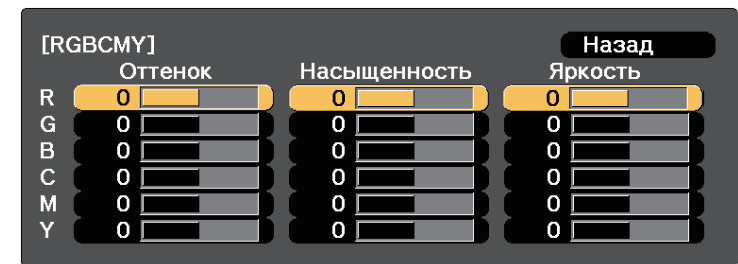 [RGBCMY] Назад
Оттенок Насыщенность Яркость
R 0 0 0
G 0 0 0
B 0 0 0
C 0 0 0
M 0 0 0
Y 0 0 0